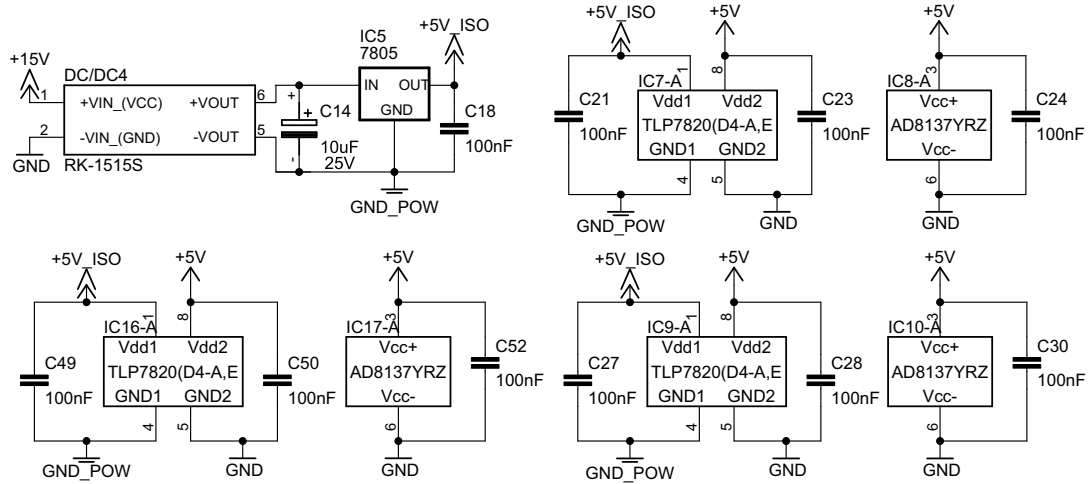 +15V
1
2
GND
DC/DC4
+VIN_(VCC)
-VIN_(GND)
+VOUT
-VOUT
RK-1515S
6
5
+
-
+
C14
10uF
25V
IC5
7805
IN
OUT
GND
GND_POW
+5V_ISO
C18
100nF
+5V_ISO
+5V
C21
100nF
IC7-A
1
8
Vdd1
Vdd2
TLP7820(D4-A,E
GND1
GND2
4
5
C23
100nF
GND_POW
GND
+5V
3
IC8-A
Vcc+
AD8137YRZ
Vcc-
6
C24
100nF
GND
+5V_ISO
+5V
C49
100nF
IC16-A
1
8
Vdd1
Vdd2
TLP7820(D4-A,E
GND1
GND2
4
5
C50
100nF
GND_POW
GND
+5V
3
IC17-A
Vcc+
AD8137YRZ
Vcc-
6
C52
100nF
GND
+5V_ISO
+5V
C27
100nF
IC9-A
1
8
Vdd1
Vdd2
TLP7820(D4-A,E
GND1
GND2
4
5
C28
100nF
GND_POW
GND
+5V
3
IC10-A
Vcc+
AD8137YRZ
Vcc-
6
C30
100nF
GND